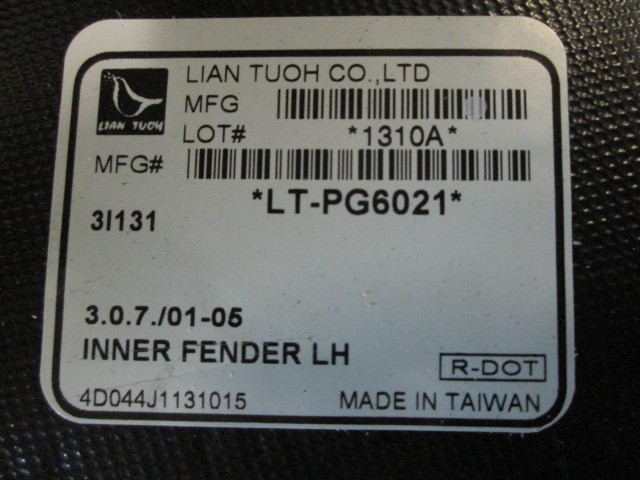 LIAN TUOH
LIAN TUOH CO.,LTD
MFG
LOT# *1310A*
MFG#
*LT-PG6021*
3I131
3.0.7./01-05
INNER FENDER LH
R-DOT
4D044J1131015 MADE IN TAIWAN